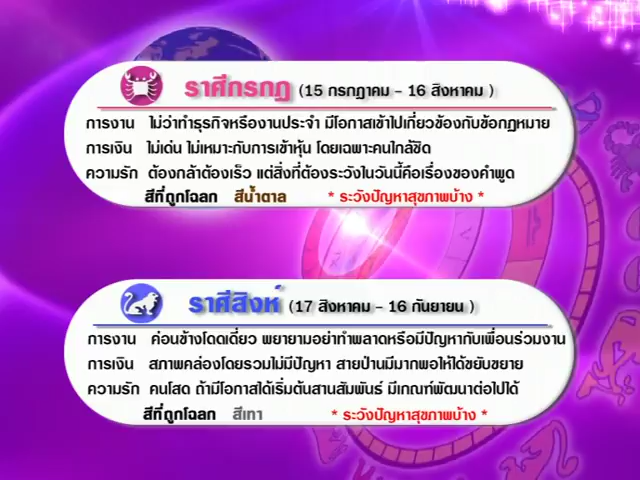 ราศีกรกฎ (15 กรกฎาคม - 16 สิงหาคม )
การงาน ไม่ว่าทำธุรกิจหรืองานประจำ มีโอกาสเข้าไปเกี่ยวข้องกับข้อกฎหมาย
การเงิน ไม่เด่น ไม่เหมาะกับการเข้าหุ้น โดยเฉพาะคนใกล้ชิด
ความรัก ต้องกล้าต้องเร็ว แต่สิ่งที่ต้องระวังในวันนี้คือเรื่องของคำพูด
สีที่ถูกโฉลก สีน้ำตาล * ระวังปัญหาสุขภาพบ้าง *
ราศีสิงห์ (17 สิงหาคม - 16 กันยายน )
การงาน ค่อนข้างโดดเดี่ยว พยายามอย่าทำพลาดหรือมีปัญหากับเพื่อนร่วมงาน
การเงิน สภาพคล่องโดยรวมไม่มีปัญหา สายป่านมีมากพอให้ได้ขยับขยาย
ความรัก คนโสด ถ้ามีโอกาสได้เริ่มต้นสานสัมพันธ์ มีเกณฑ์พัฒนาต่อไปได้
สีที่ถูกโฉลก สีเทา * ระวังปัญหาสุขภาพบ้าง *